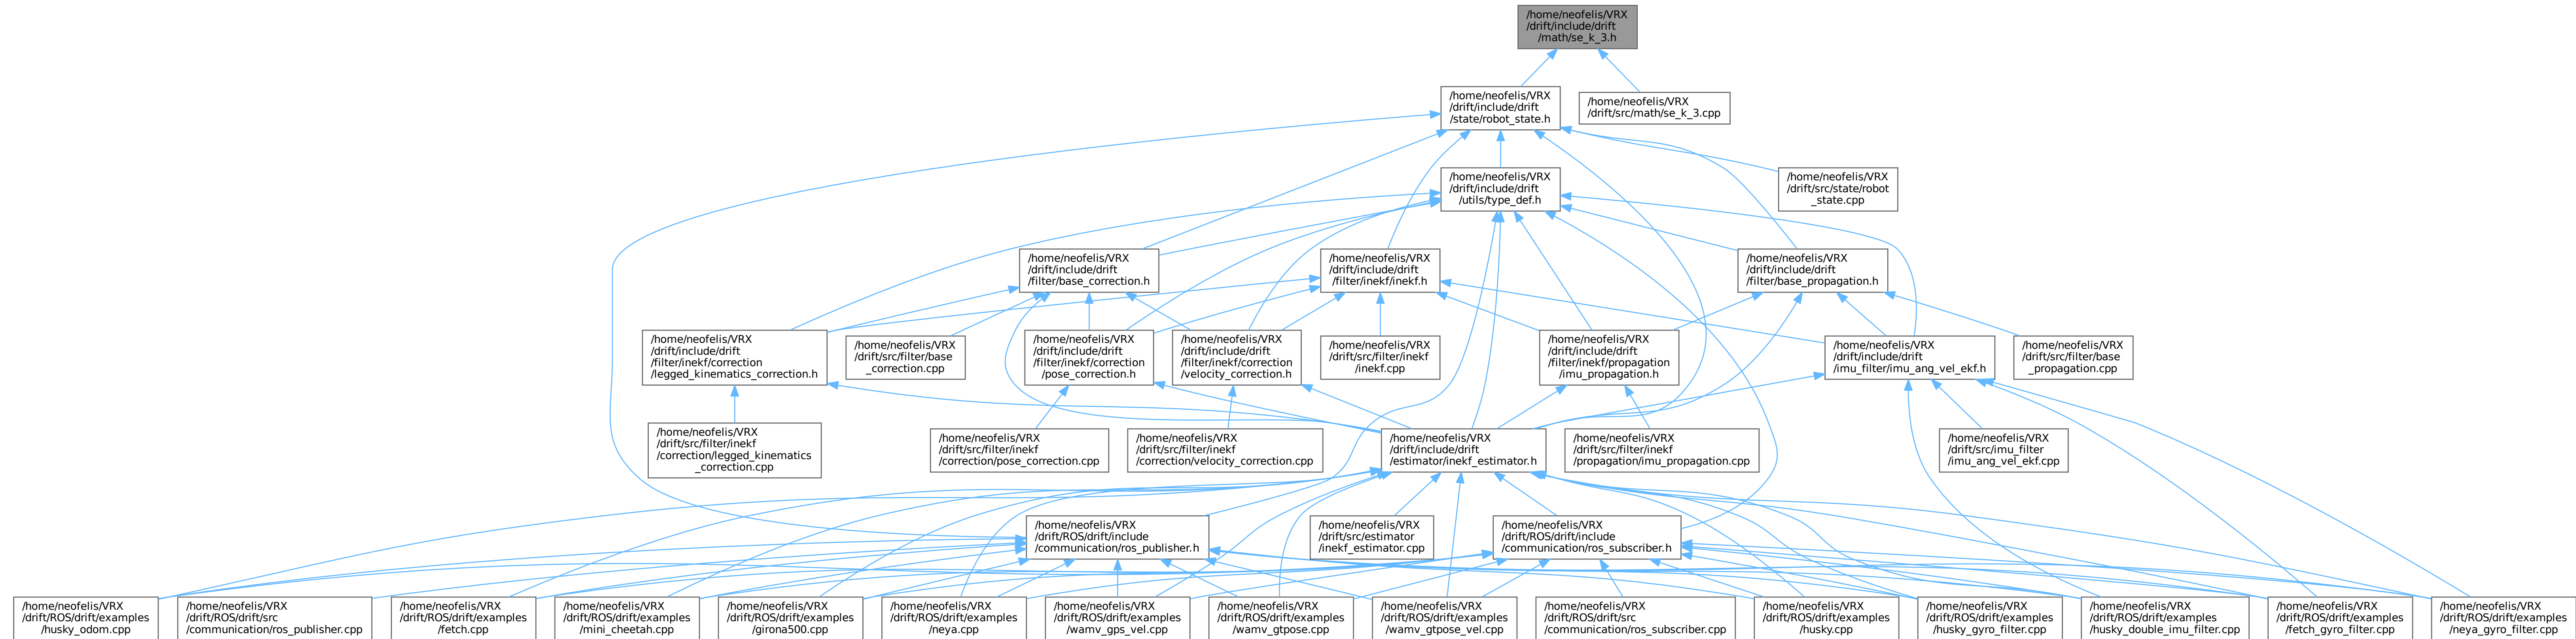 /home/neofelis/VRX
/drift/include/drift
/math/se_k_3.h
/home/neofelis/VRX
/drift/include/drift
/state/robot_state.h
/home/neofelis/VRX
/drift/src/math/se_k_3.cpp
/home/neofelis/VRX
/drift/include/drift
/utils/type_def.h
/home/neofelis/VRX
/drift/src/state/robot
_state.cpp
/home/neofelis/VRX
/drift/include/drift
/filter/base_correction.h
/home/neofelis/VRX
/drift/include/drift
/filter/inekf/inekf.h
/home/neofelis/VRX
/drift/include/drift
/filter/base_propagation.h
/home/neofelis/VRX
/drift/include/drift
/filter/inekf/correction
/legged_kinematics_correction.h
/home/neofelis/VRX
/drift/src/filter/base
_correction.cpp
/home/neofelis/VRX
/drift/include/drift
/filter/inekf/correction
/pose_correction.h
/home/neofelis/VRX
/drift/include/drift
/filter/inekf/correction
/velocity_correction.h
/home/neofelis/VRX
/drift/src/filter/inekf
/inekf.cpp
/home/neofelis/VRX
/drift/include/drift
/filter/inekf/propagation
/imu_propagation.h
/home/neofelis/VRX
/drift/include/drift
/imu_filter/imu_ang_vel_ekf.h
/home/neofelis/VRX
/drift/src/filter/base
_propagation.cpp
/home/neofelis/VRX
/drift/src/filter/inekf
/correction/legged_kinematics
_correction.cpp
/home/neofelis/VRX
/drift/src/filter/inekf
/correction/pose_correction.cpp
/home/neofelis/VRX
/drift/src/filter/inekf
/correction/velocity_correction.cpp
/home/neofelis/VRX
/drift/include/drift
/estimator/inekf_estimator.h
/home/neofelis/VRX
/drift/src/filter/inekf
/propagation/imu_propagation.cpp
/home/neofelis/VRX
/drift/src/imu_filter
/imu_ang_vel_ekf.cpp
/home/neofelis/VRX
/drift/ROS/drift/include
/communication/ros_publisher.h
/home/neofelis/VRX
/drift/src/estimator
/inekf_estimator.cpp
/home/neofelis/VRX
/drift/ROS/drift/include
/communication/ros_subscriber.h
/home/neofelis/VRX
/drift/ROS/drift/examples
/husky_odom.cpp
/home/neofelis/VRX
/drift/ROS/drift/src
/communication/ros_publisher.cpp
/home/neofelis/VRX
/drift/ROS/drift/examples
/fetch.cpp
/home/neofelis/VRX
/drift/ROS/drift/examples
/mini_cheetah.cpp
/home/neofelis/VRX
/drift/ROS/drift/examples
/girona500.cpp
/home/neofelis/VRX
/drift/ROS/drift/examples
/neya.cpp
/home/neofelis/VRX
/drift/ROS/drift/examples
/wamv_gps_vel.cpp
/home/neofelis/VRX
/drift/ROS/drift/examples
/wamv_gtpose.cpp
/home/neofelis/VRX
/drift/ROS/drift/examples
/wamv_gtpose_vel.cpp
/home/neofelis/VRX
/drift/ROS/drift/src
/communication/ros_subscriber.cpp
/home/neofelis/VRX
/drift/ROS/drift/examples
/husky.cpp
/home/neofelis/VRX
/drift/ROS/drift/examples
/husky_gyro_filter.cpp
/home/neofelis/VRX
/drift/ROS/drift/examples
/husky_double_imu_filter.cpp
/home/neofelis/VRX
/drift/ROS/drift/examples
/fetch_gyro_filter.cpp
/home/neofelis/VRX
/drift/ROS/drift/examples
/neya_gyro_filter.cpp